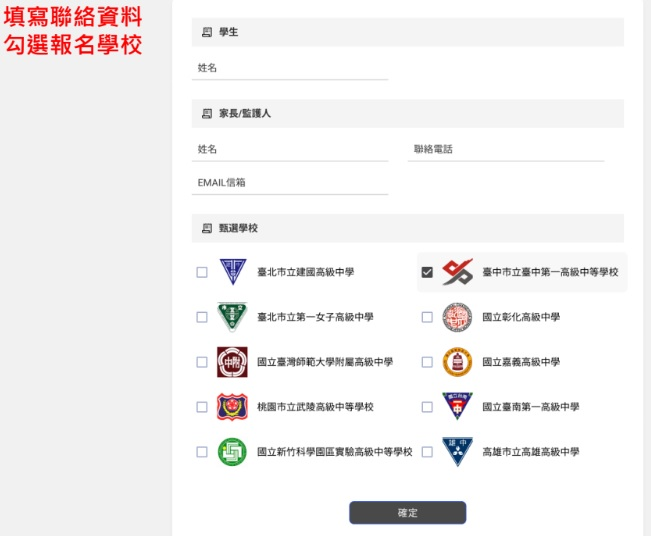 填寫聯絡資料
勾選報名學校
學生
姓名
家長/監護人
姓名
聯絡電話
EMAIL信箱
甄選學校
臺北市立建國高級中學
臺中市立臺中第一高級中等學校
臺北市立第一女子高級中學
國立彰化高級中學
國立臺灣師範大學附屬高級中學
國立嘉義高級中學
桃園市立武陵高級中等學校
國立臺南第一高級中學
國立新竹科學園區實驗高級中等學校
雄中
高雄市立高雄高級中學
確定